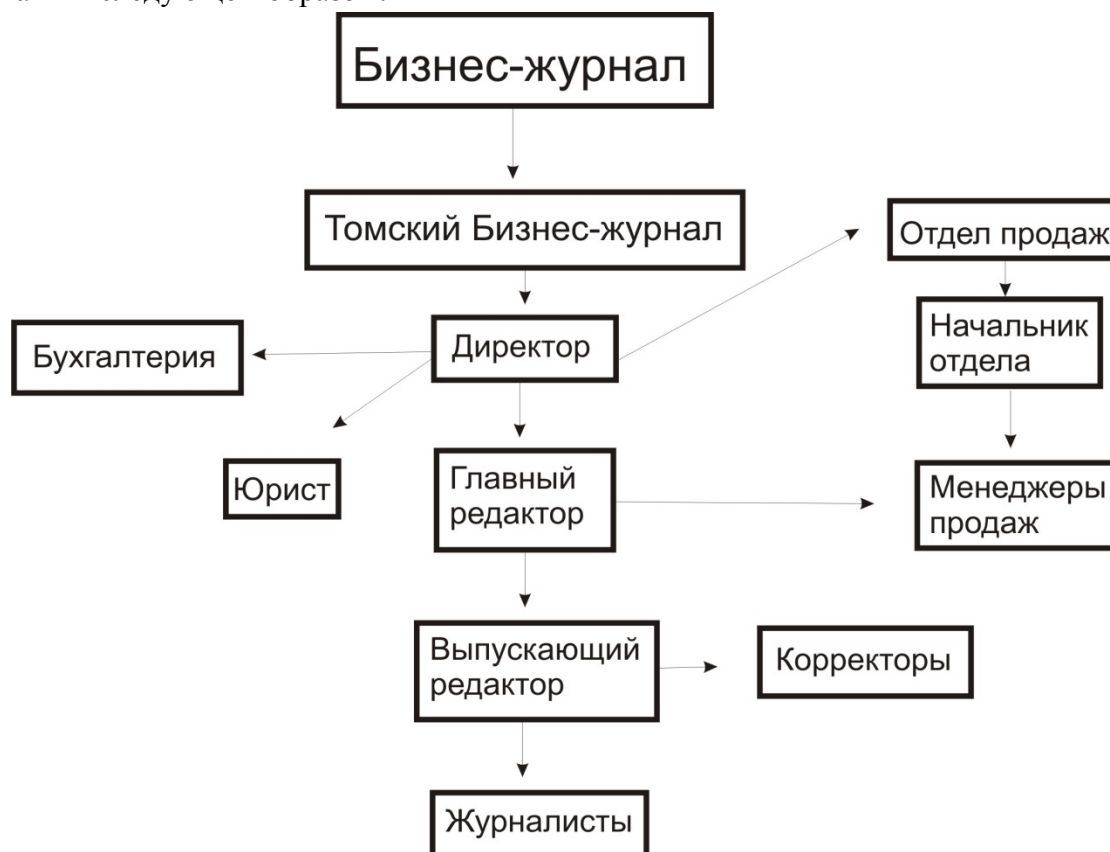 Бизнес-журнал
Томский Бизнес-журнал
Отдел продаж
Директор
Бухгалтерия
Начальник
отдела
Юрист
Главный
редактор
Менеджеры
продаж
Выпускающий
редактор
Корректоры
Журналисты